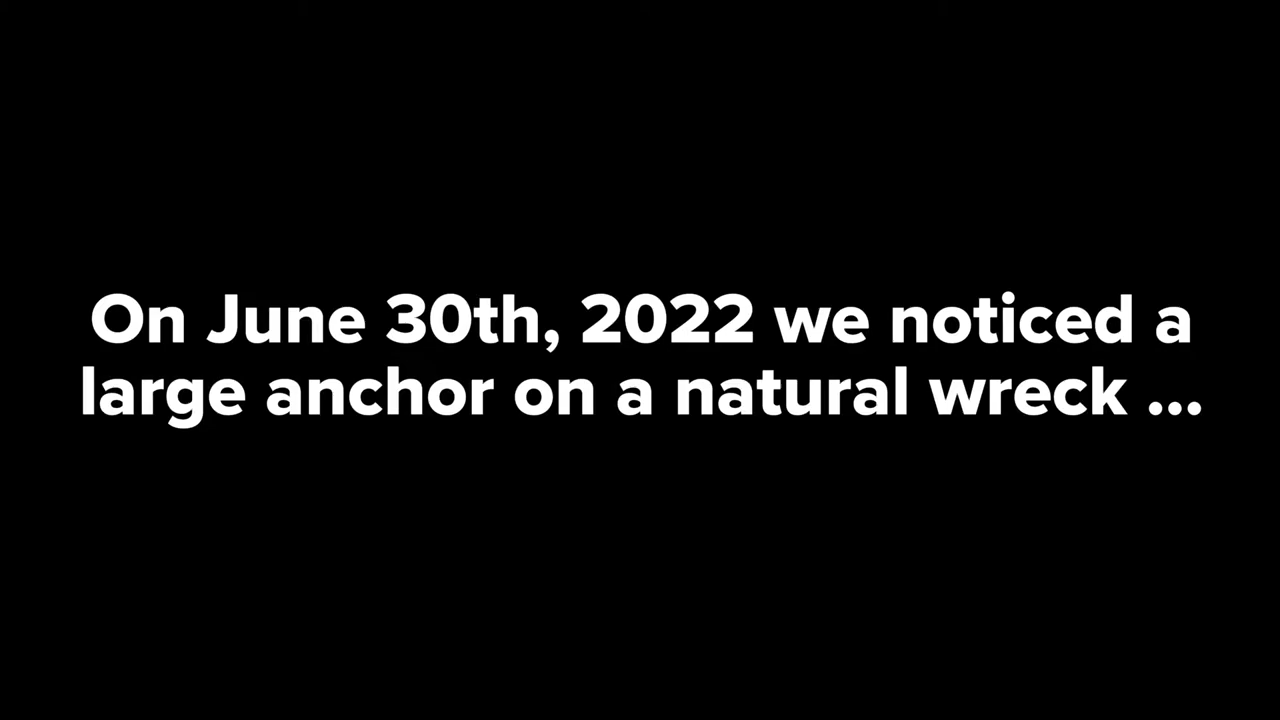 On June 30th, 2022 we noticed a
large anchor on a natural wreck ...